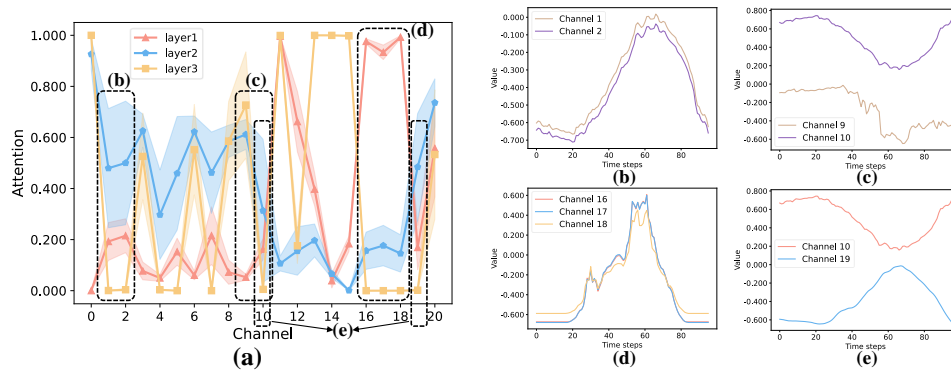 1.000
0.800
0.600
0.400
0.200
0.000
Attention
layer1
layer2
layer3
(b)
(c)
(d)
0 2 4 6 8 10 12 14 16 18 20
Channel
(e)
(a)
0.000
-0.100
-0.200
-0.300
-0.400
-0.500
-0.600
-0.700
Value
Channel 1
Channel 2
0 20 40 60 80
Time steps
(b)
0.600
0.400
0.200
0.000
-0.200
-0.400
-0.600
Value
Channel 9
Channel 10
0 20 40 60 80
Time steps
(c)
0.600
0.400
0.200
0.000
-0.200
-0.400
-0.600
Value
Channel 16
Channel 17
Channel 18
0 20 40 60 80
Time steps
(d)
0.600
0.400
0.200
0.000
-0.200
-0.400
-0.600
Value
Channel 10
Channel 19
0 20 40 60 80
Time steps
(e)